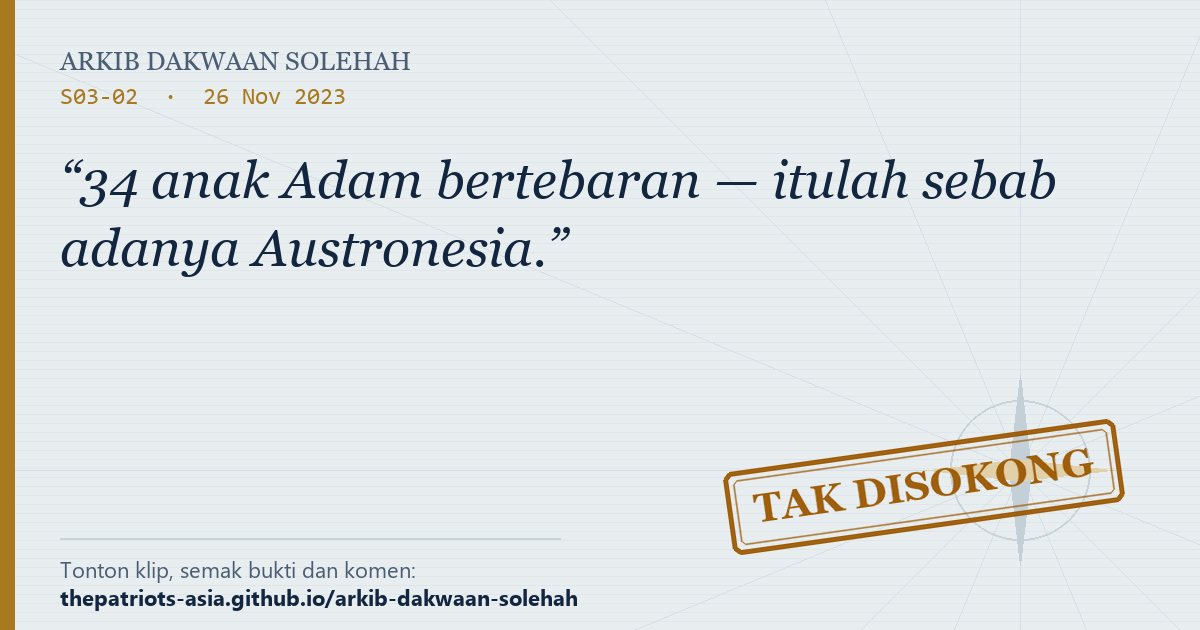 ARKIB DAKWAAN SOLEHAH
S03-02 · 26 Nov 2023
“34 anak Adam bertebaran — itulah sebab
adanya Austronesia.”
TAK DISOKONG
Tonton klip, semak bukti dan komen:
thepatriots-asia.github.io/arkib-dakwaan-solehah